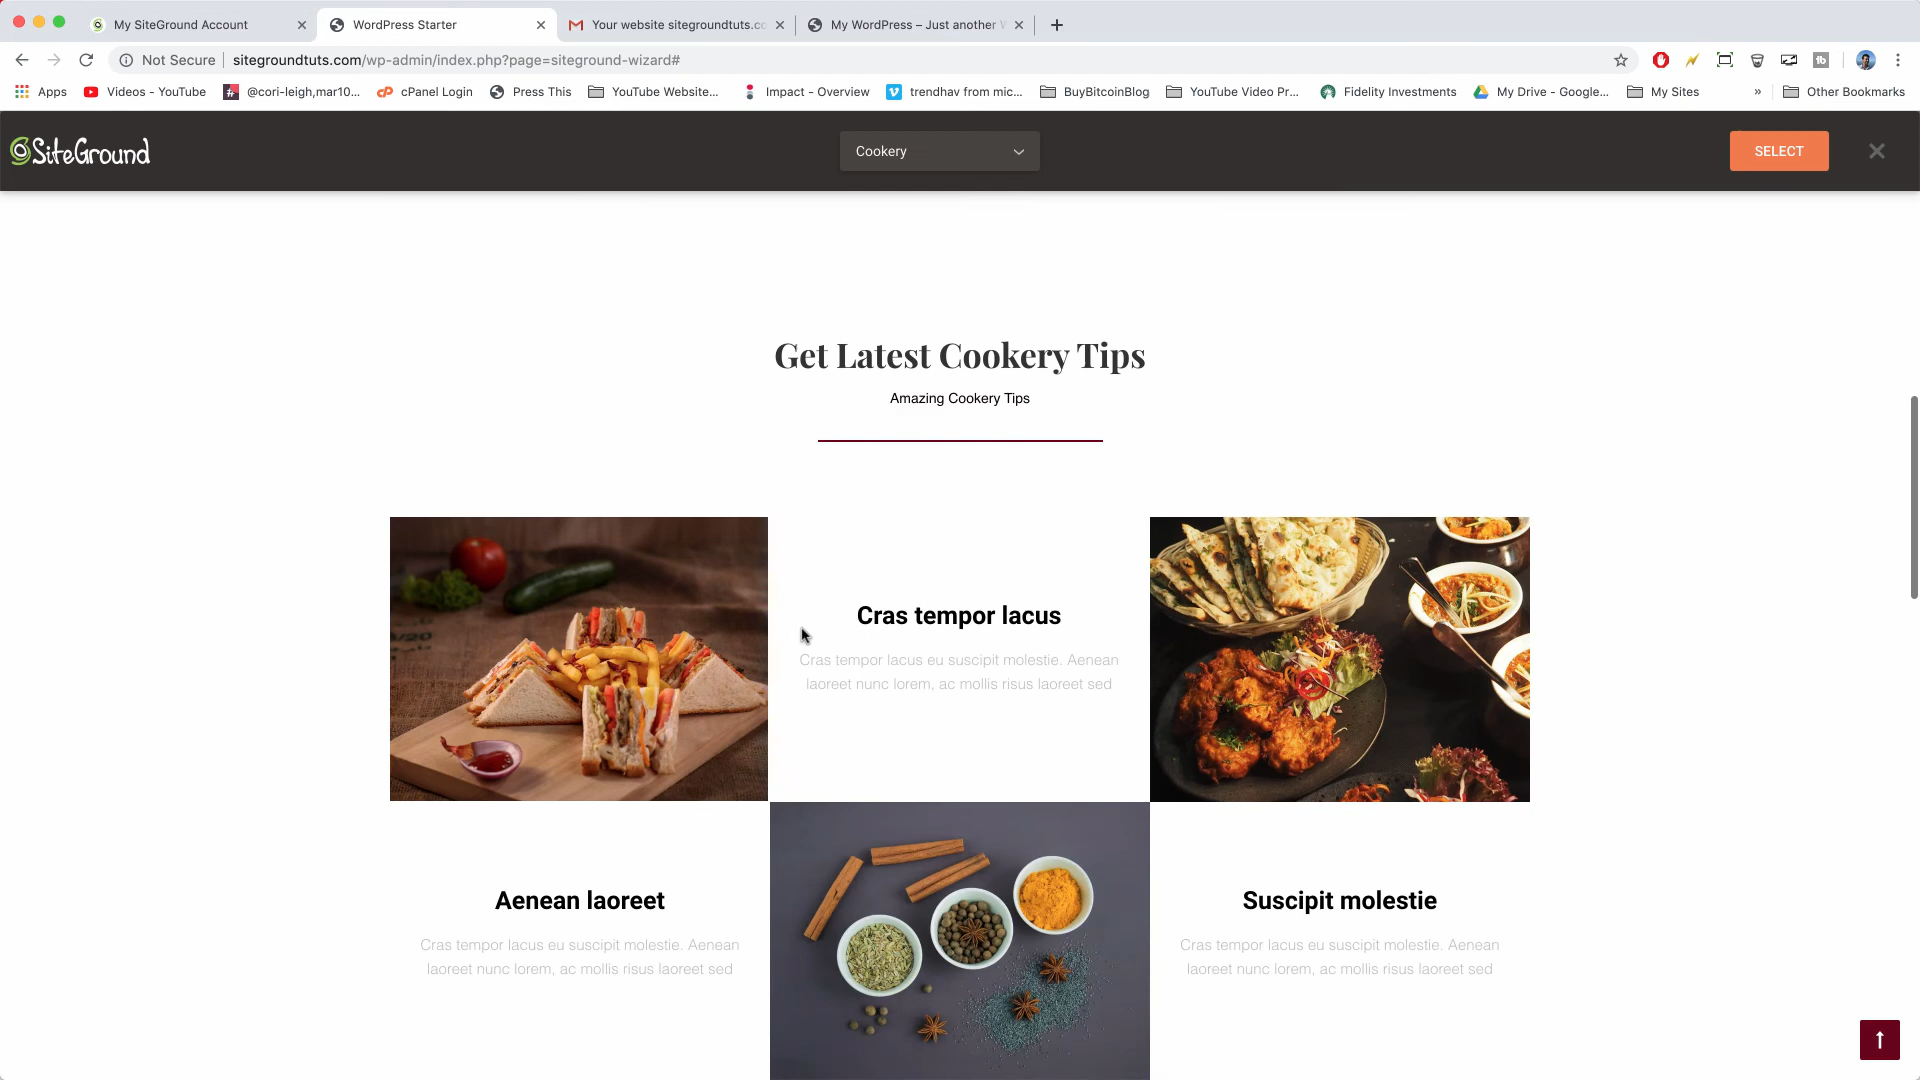 My SiteGround Account
WordPress Starter
Your website sitegroundtuts.co
My WordPress – Just another W
Not Secure
sitegroundtuts.com/wp-admin/index.php?page=siteground-wizard#
Apps
Videos - YouTube
@cori-leigh,mar10...
cPanel Login
Press This
YouTube Website...
Impact - Overview
trendhav from mic...
BuyBitcoinBlog
YouTube Video Pr...
Fidelity Investments
My Drive - Google...
My Sites
»
Other Bookmarks
SiteGround
Cookery
SELECT
Get Latest Cookery Tips
Amazing Cookery Tips
Cras tempor lacus
Cras tempor lacus eu suscipit molestie. Aenean
laoreet nunc lorem, ac mollis risus laoreet sed
Aenean laoreet
Cras tempor lacus eu suscipit molestie. Aenean
laoreet nunc lorem, ac mollis risus laoreet sed
Suscipit molestie
Cras tempor lacus eu suscipit molestie. Aenean
laoreet nunc lorem, ac mollis risus laoreet sed